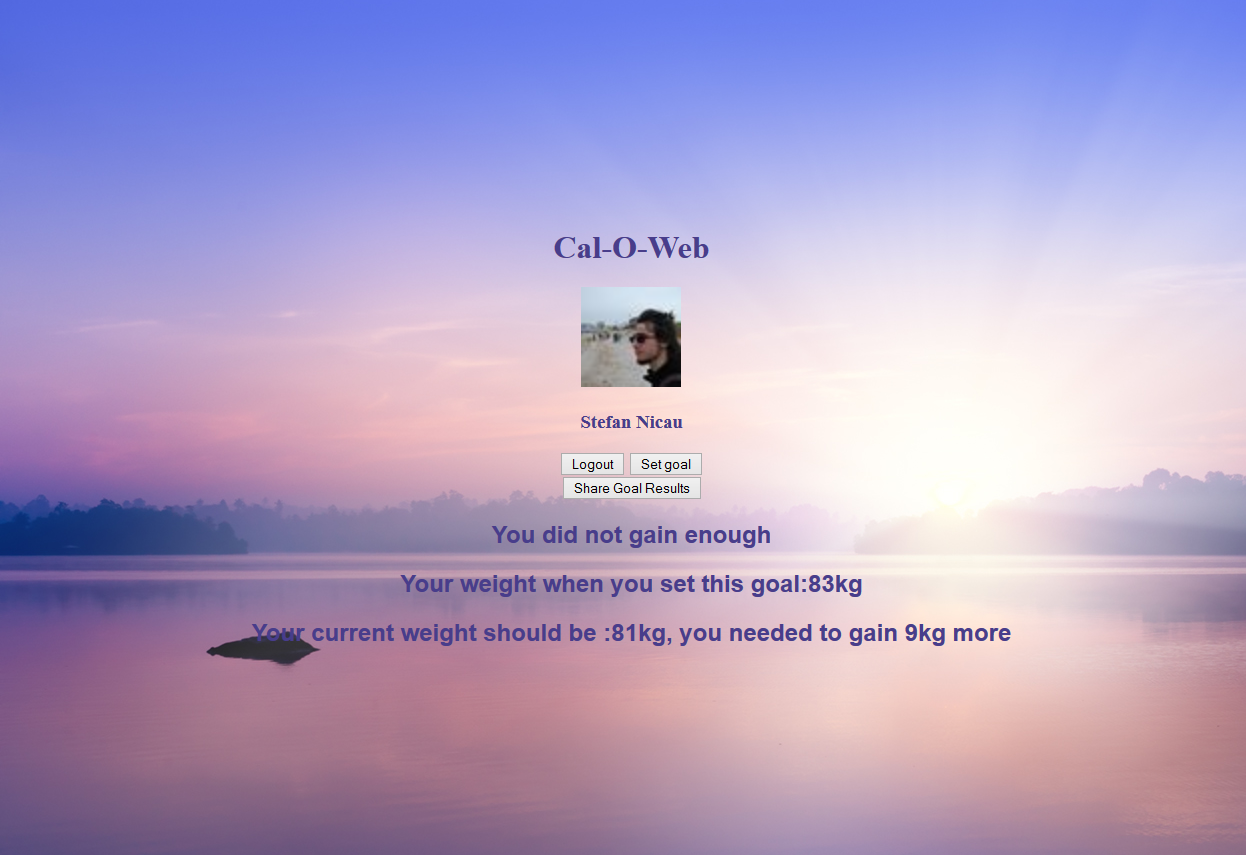 Cal-O-Web
Stefan Nicau
Logout Set goal
Share Goal Results
You did not gain enough
Your weight when you set this goal:83kg
Your current weight should be :81kg, you needed to gain 9kg more